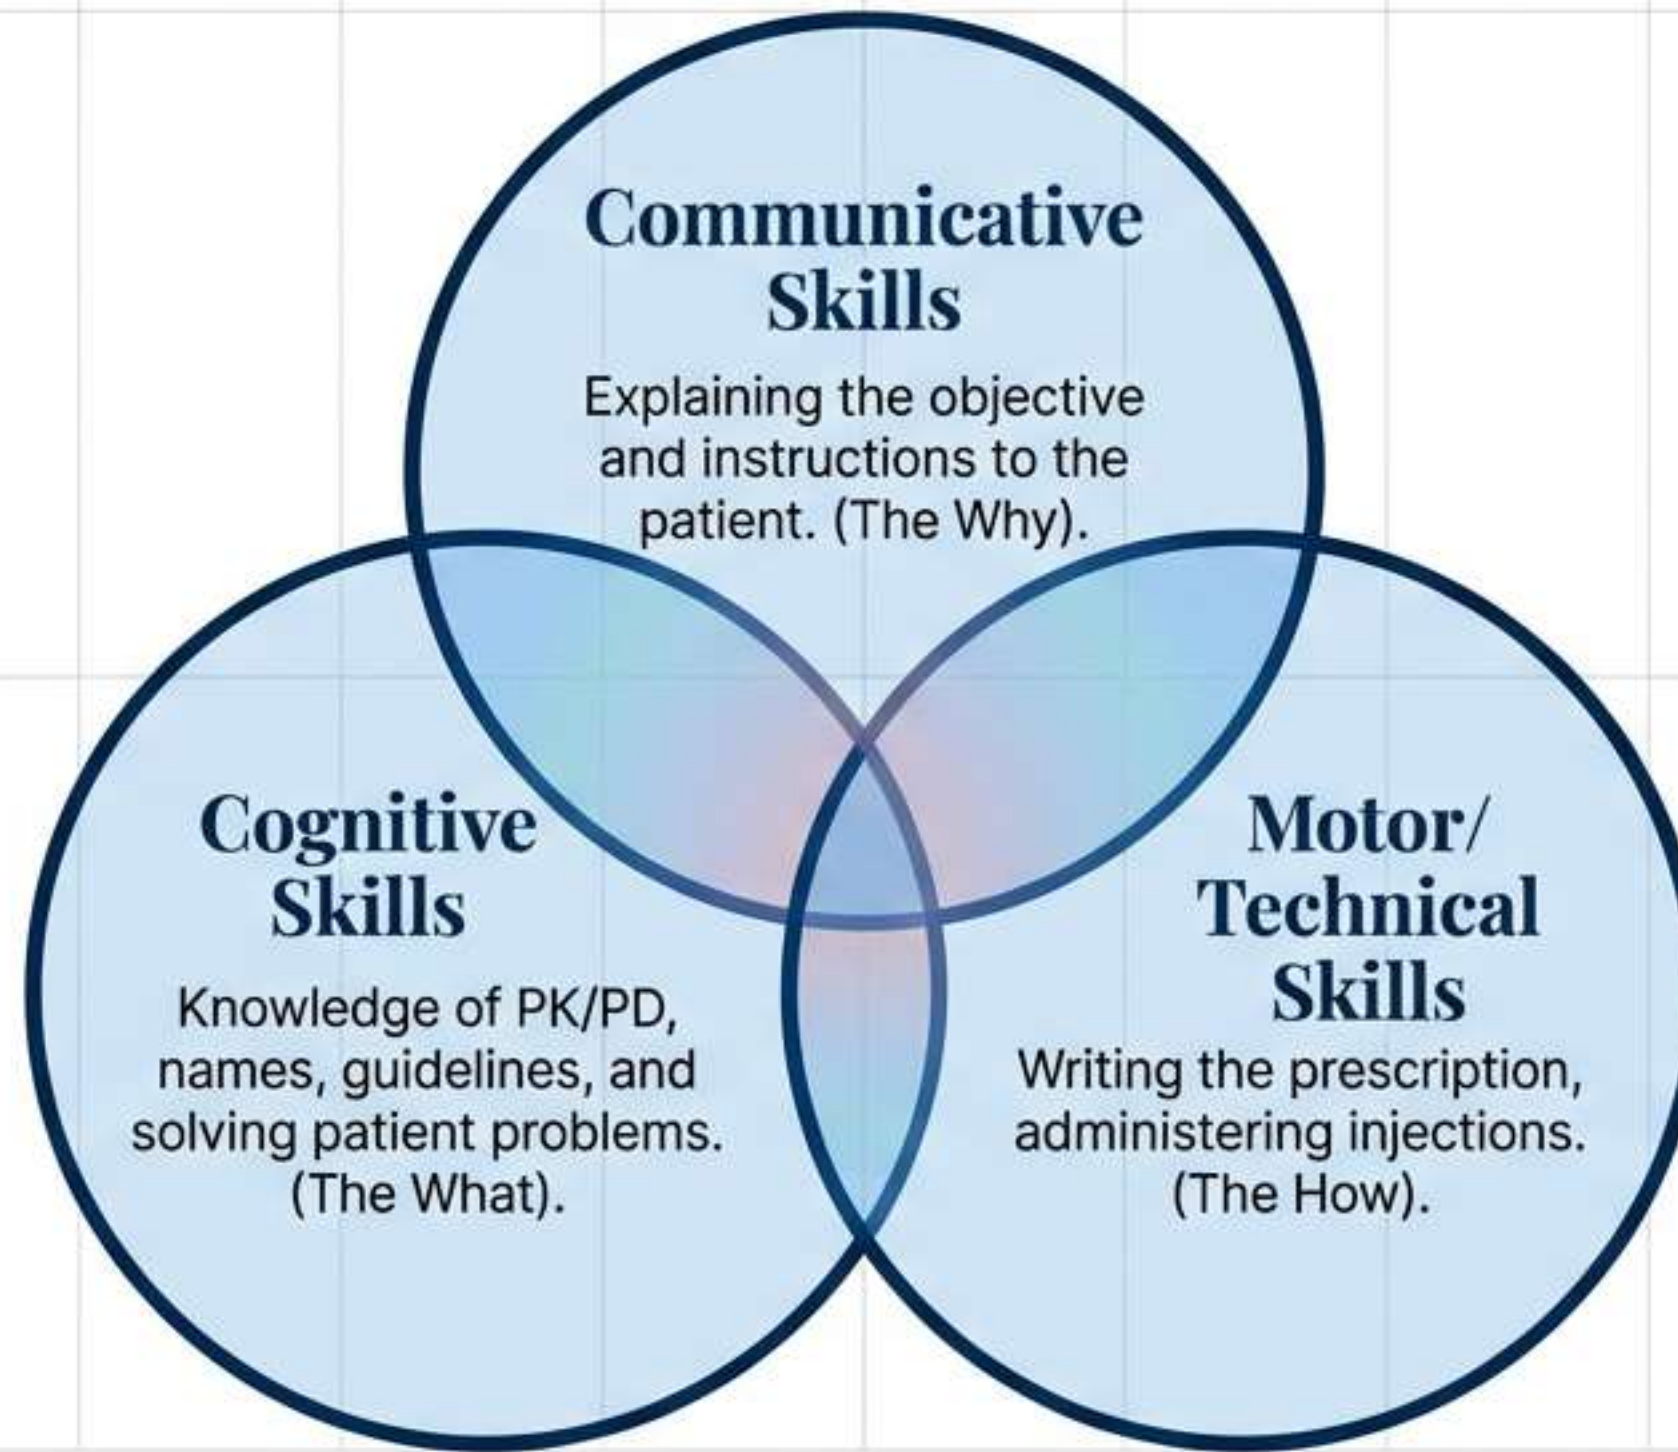 Communicative
Skills
Explaining the objective
and instructions to the
patient. (The Why).
Cognitive
Skills
Knowledge of PK/PD,
names, guidelines, and
solving patient problems.
(The What).
Motor/
Technical
Skills
Writing the prescription,
administering injections.
(The How).